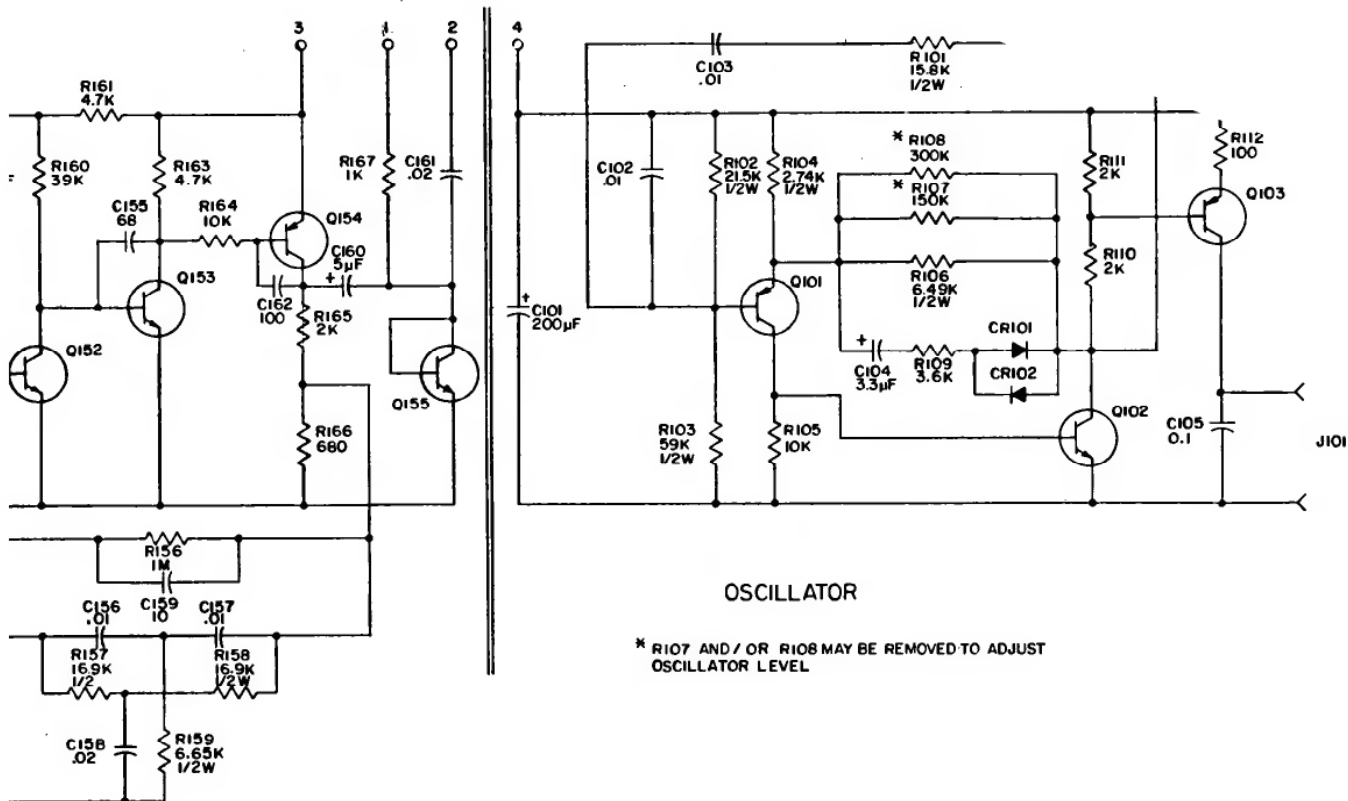 3
1
2
4
C103
.01
R101
15.8K
1/2W
R161
4.7K
R160
39K
R163
4.7K
C155
68
R164
10K
Q154
R167
1K
C161
.02
C160
5µF
Q153
C162
100
R165
2K
Q152
Q155
R166
680
C102
.01
R102
21.5K
1/2W
R104
2.74K
1/2W
* R108
300K
* R107
150K
R111
2K
R112
100
Q103
R110
2K
Q101
R106
6.49K
1/2W
C101
200µF
CR101
C104
3.3µF
R109
3.6K
CR102
Q102
R103
59K
1/2W
R105
10K
C105
0.1
J101
R156
1M
C159
10
C156
.01
C157
.01
R157
16.9K
1/2
R158
16.9K
1/2W
C158
.02
R159
6.65K
1/2W
OSCILLATOR
* R107 AND / OR R108 MAY BE REMOVED TO ADJUST
OSCILLATOR LEVEL